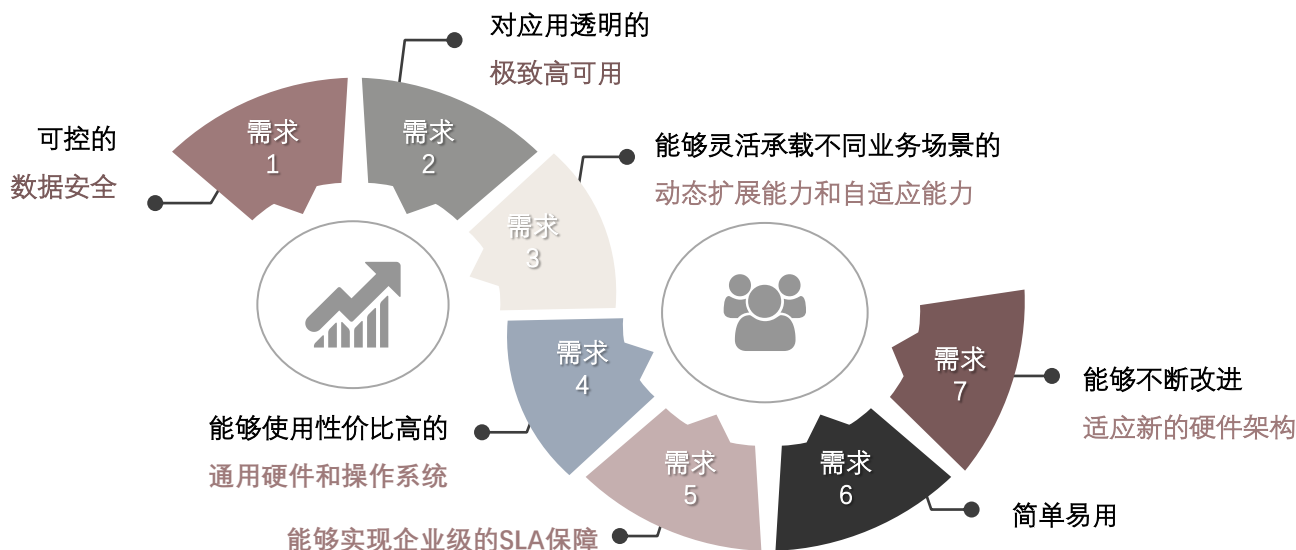 可控的
数据安全
需求
1
对应用透明的
极致高可用
需求
2
能够灵活承载不同业务场景的
动态扩展能力和自适应能力
需求
3
能够使用性价比高的
通用硬件和操作系统
需求
4
能够实现企业级的SLA保障
需求
5
简单易用
需求
6
能够不断改进
适应新的硬件架构
需求
7